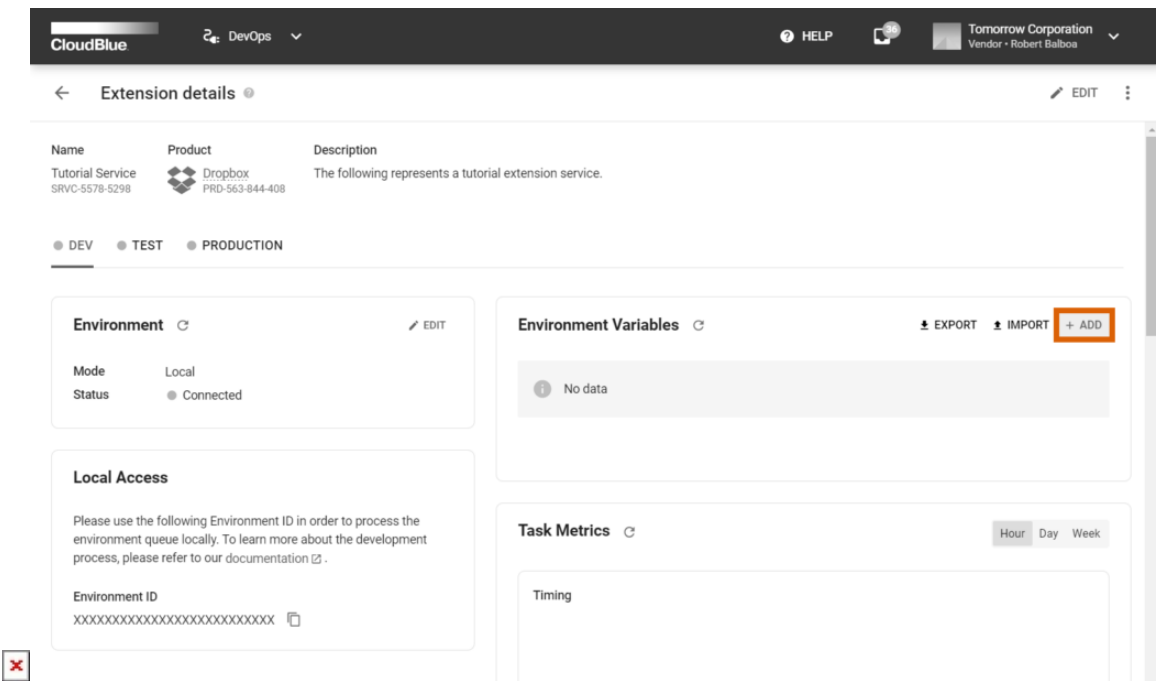 CloudBlue
DevOps
HELP
36
Tomorrow Corporation
Vendor • Robert Balboa
Extension details
EDIT
Name
Product
Description
Tutorial Service
SRVC-5578-5298
Dropbox
PRD-563-844-408
The following represents a tutorial extension service.
DEV
TEST
PRODUCTION
Environment
EDIT
Mode
Local
Status
Connected
Environment Variables
EXPORT
IMPORT
+ ADD
No data
Local Access
Please use the following Environment ID in order to process the
environment queue locally. To learn more about the development
process, please refer to our documentation .
Environment ID
XXXXXXXXXXXXXXXXXXXXXXXXXX
Task Metrics
Hour Day Week
Timing